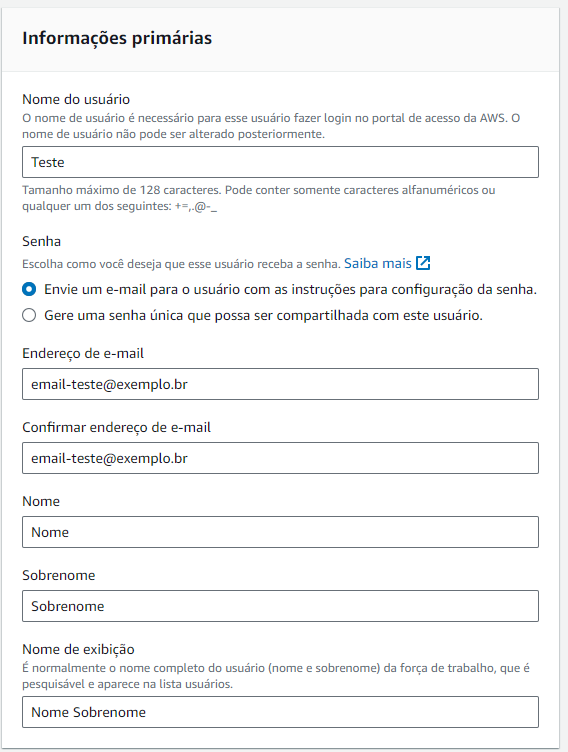 Informações primárias
Nome do usuário
O nome de usuário é necessário para esse usuário fazer login no portal de acesso da AWS. O
nome de usuário não pode ser alterado posteriormente.
Teste
Tamanho máximo de 128 caracteres. Pode conter somente caracteres alfanuméricos ou
qualquer um dos seguintes: +=,.@-_
Senha
Escolha como você deseja que esse usuário receba a senha. Saiba mais
Envie um e-mail para o usuário com as instruções para configuração da senha.
Gere uma senha única que possa ser compartilhada com este usuário.
Endereço de e-mail
email-teste@exemplo.br
Confirmar endereço de e-mail
email-teste@exemplo.br
Nome
Nome
Sobrenome
Sobrenome
Nome de exibição
É normalmente o nome completo do usuário (nome e sobrenome) da força de trabalho, que é
pesquisável e aparece na lista usuários.
Nome Sobrenome